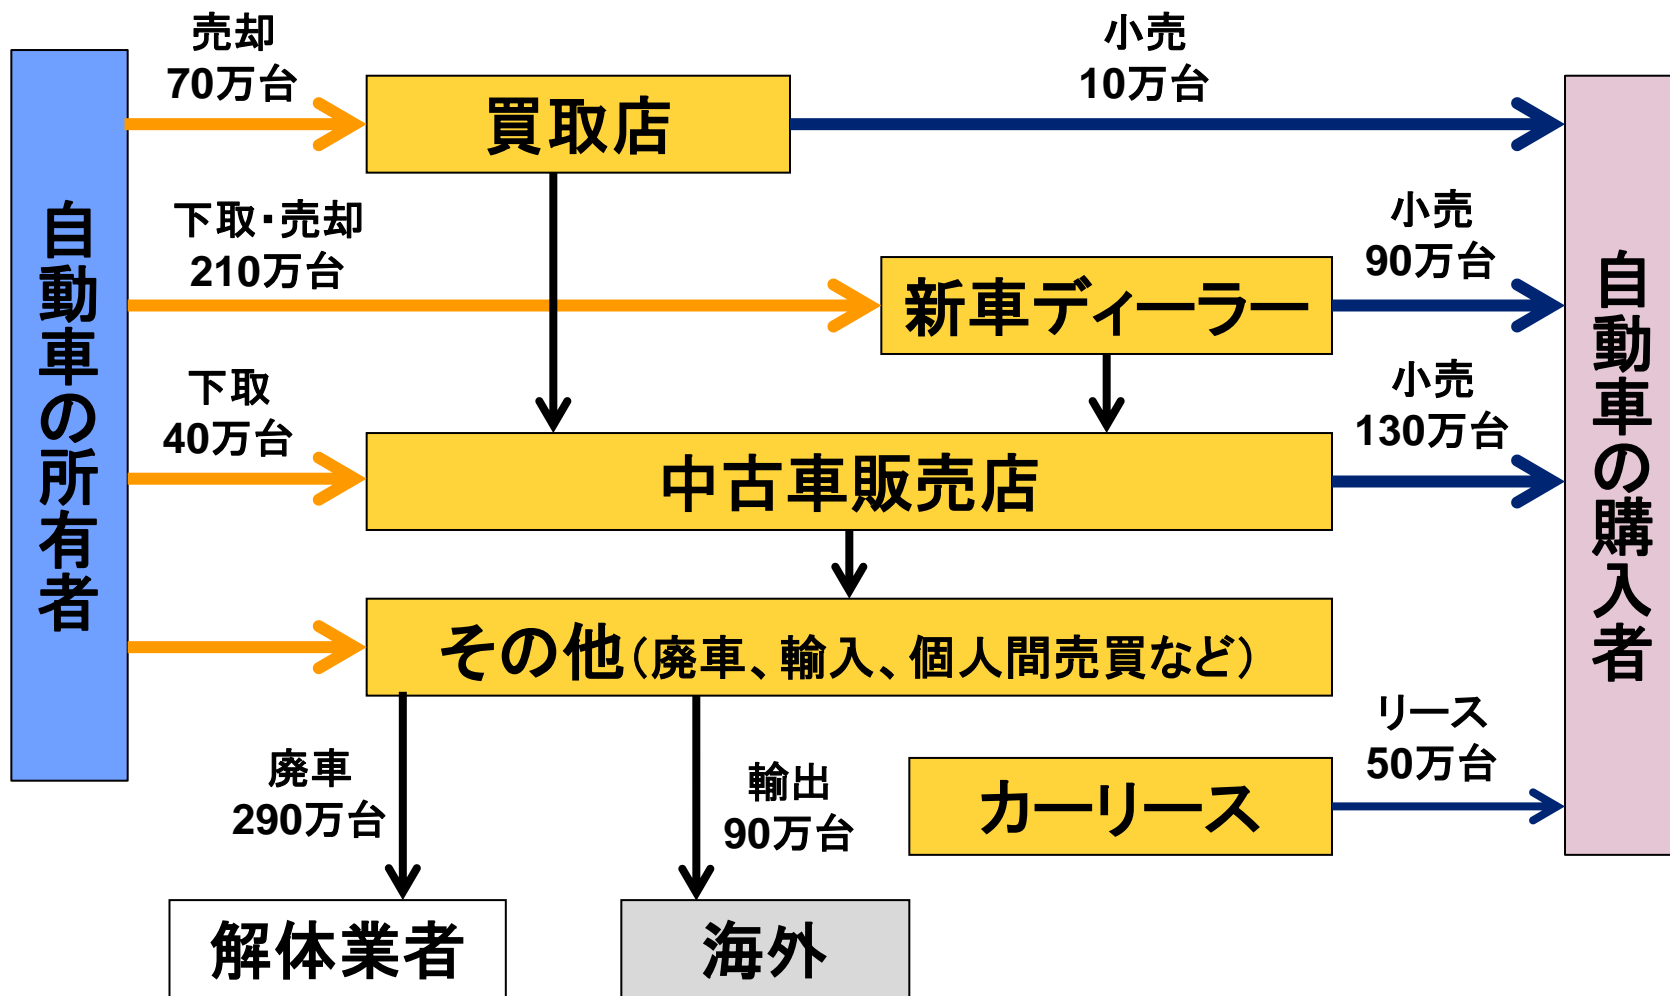 売却
70万台
小売
10万台
買取店
自動車の所有者
下取・売却
210万台
小売
90万台
新車ディーラー
自動車の購入者
下取
40万台
小売
130万台
中古車販売店
その他（廃車、輸入、個人間売買など）
リース
50万台
廃車
290万台
輸出
90万台
カーリース
解体業者
海外